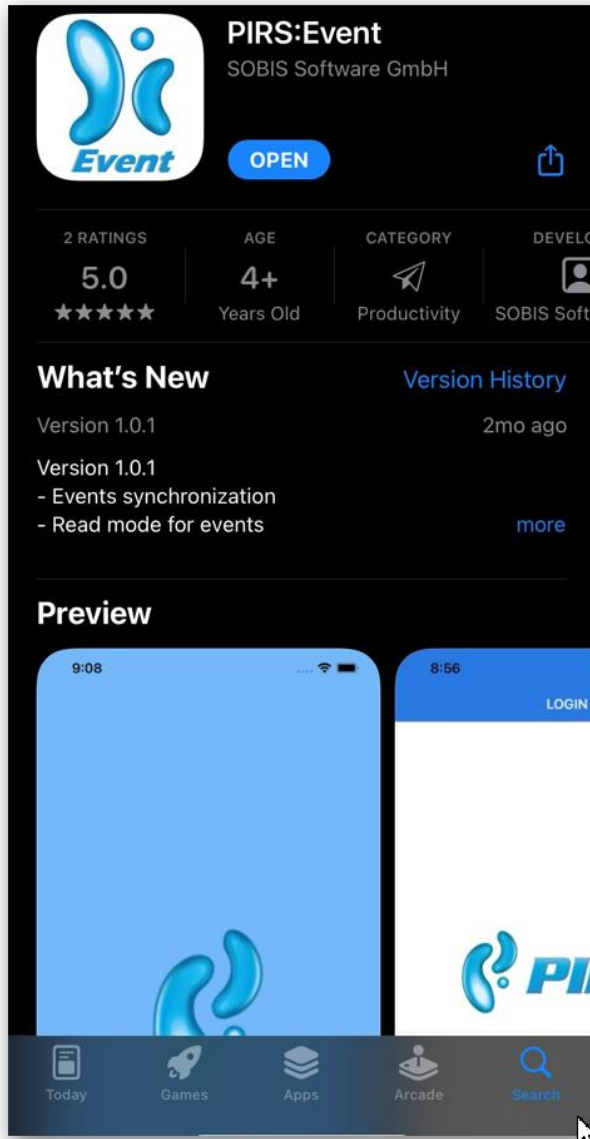 PIRS:Event
SOBIS Software GmbH
Event
OPEN
2 RATINGS
AGE
CATEGORY
5.0
4+
★★★★★
Years Old
Productivity
SOBIS
What's New
Version History
Version 1.0.1
2mo ago
Version 1.0.1
- Events synchronization
- Read mode for events
more
Preview
9:08
8:56
LOGIN
Today
Games
Apps
Arcade
Search